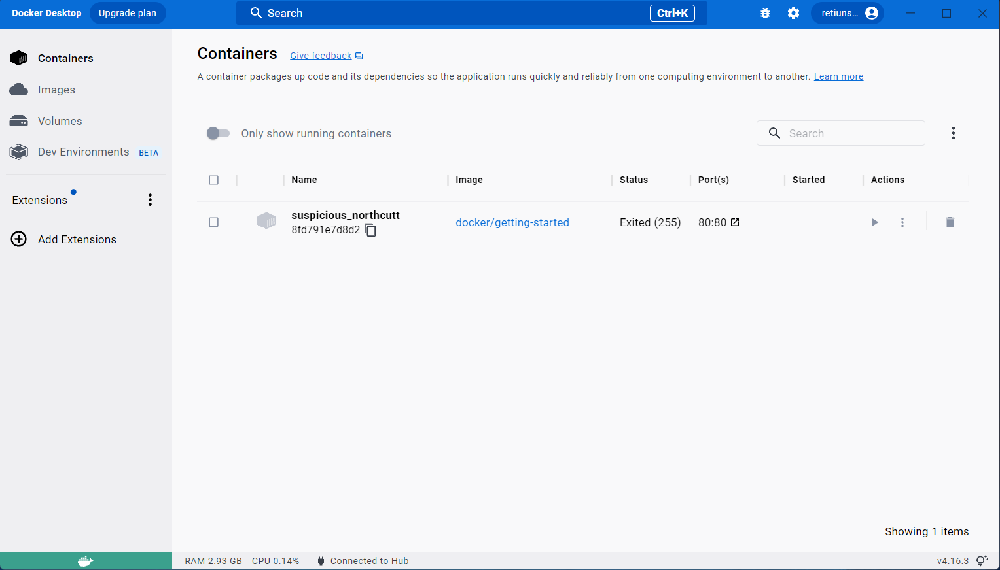 Docker Desktop Upgrade plan Search Ctrl+K retiuns...
Containers
Images
Volumes
Dev Environments BETA
Extensions
Add Extensions
Containers Give feedback
A container packages up code and its dependencies so the application runs quickly and reliably from one computing environment to another. Learn more
Only show running containers Search
Name Image Status Port(s) Started Actions
suspicious_northcutt
8fd791e7d8d2 docker/getting-started Exited (255) 80:80
Showing 1 items
RAM 2.93 GB CPU 0.14% Connected to Hub v4.16.3